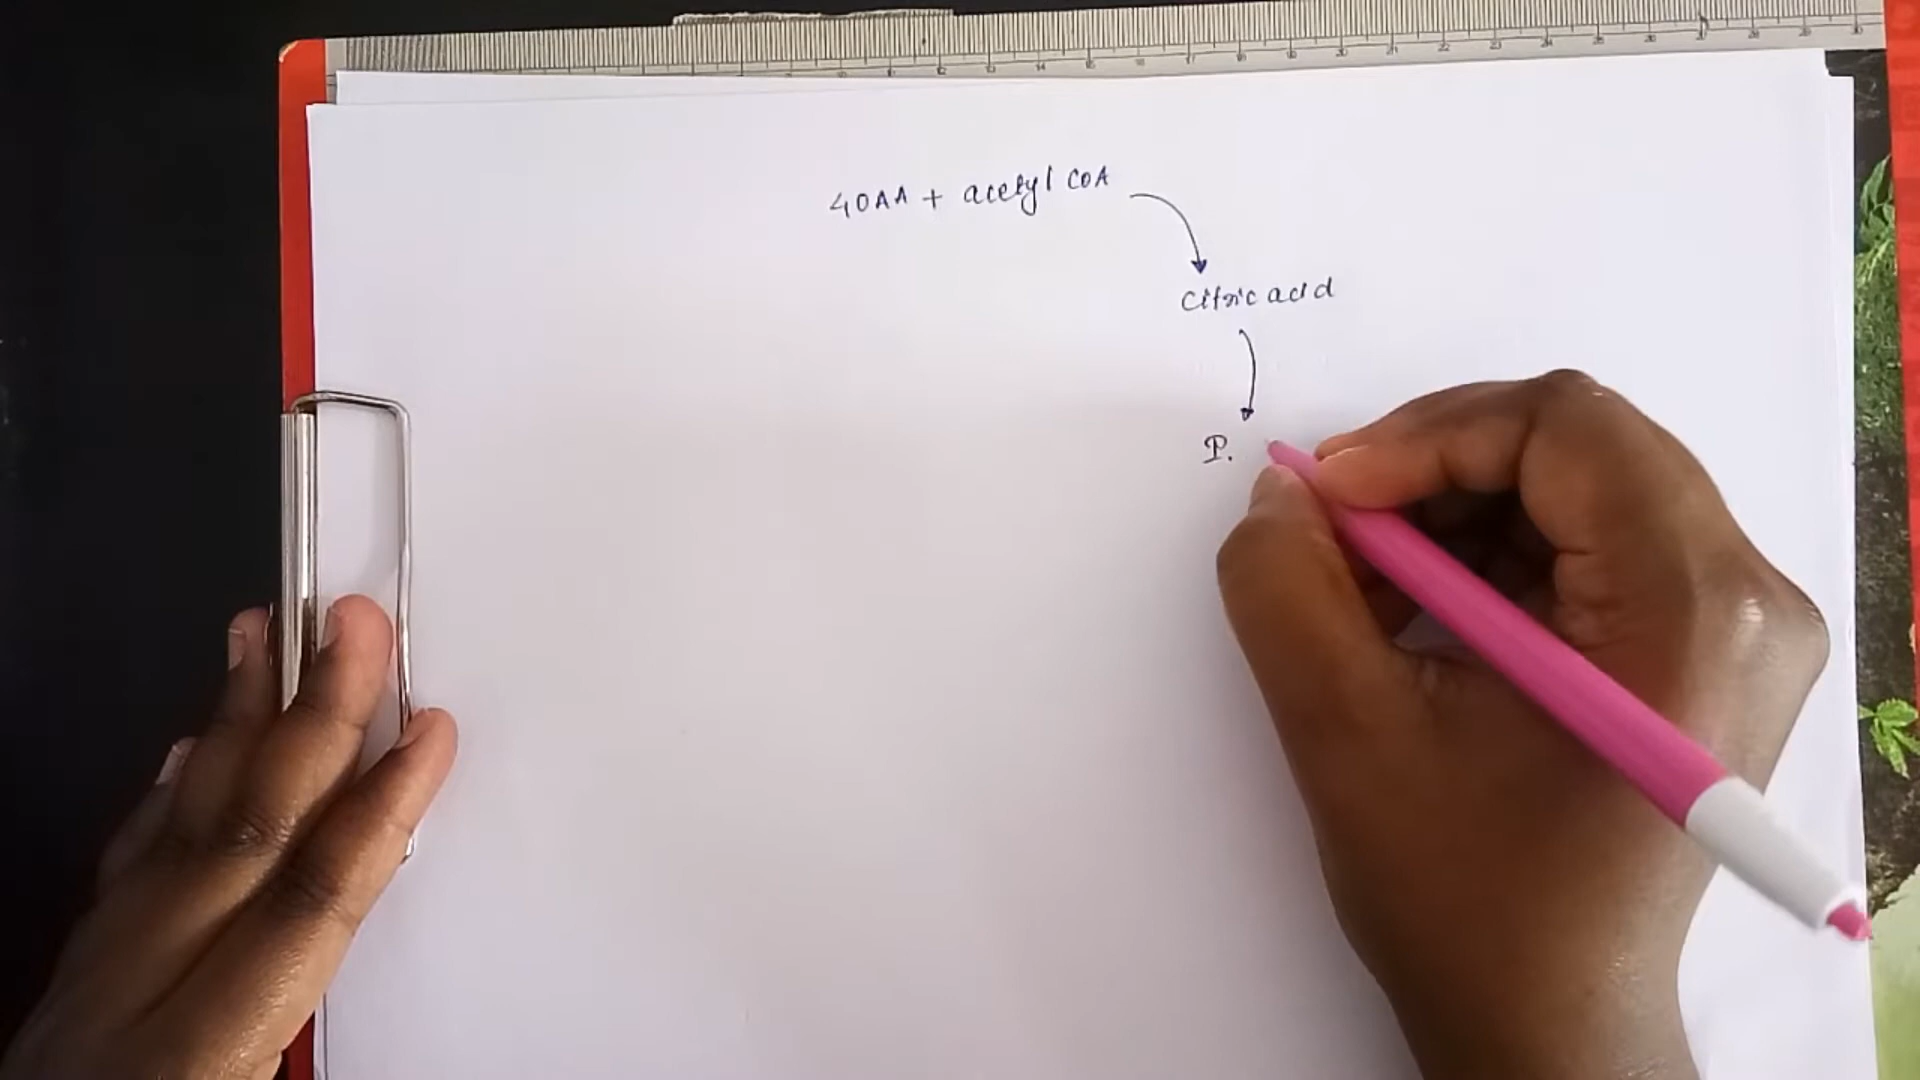 4OAA + acetyl COA
Citric acid
P.